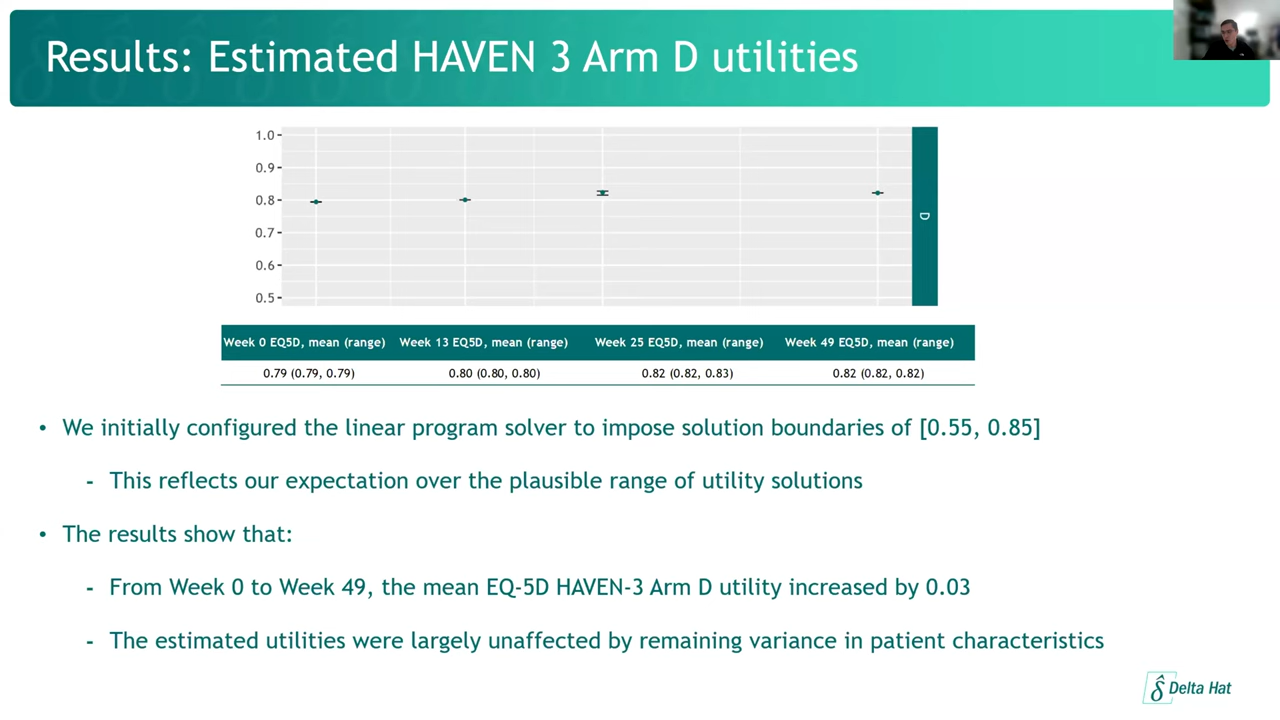 Results: Estimated HAVEN 3 Arm D utilities
1.0
0.9
0.8
0.7
0.6
0.5
D
Week 0 EQ5D, mean (range) Week 13 EQ5D, mean (range) Week 25 EQ5D, mean (range) Week 49 EQ5D, mean (range)
0.79 (0.79, 0.79) 0.80 (0.80, 0.80) 0.82 (0.82, 0.83) 0.82 (0.82, 0.82)
• We initially configured the linear program solver to impose solution boundaries of [0.55, 0.85]
- This reflects our expectation over the plausible range of utility solutions
• The results show that:
- From Week 0 to Week 49, the mean EQ-5D HAVEN-3 Arm D utility increased by 0.03
- The estimated utilities were largely unaffected by remaining variance in patient characteristics
δ̂ Delta Hat